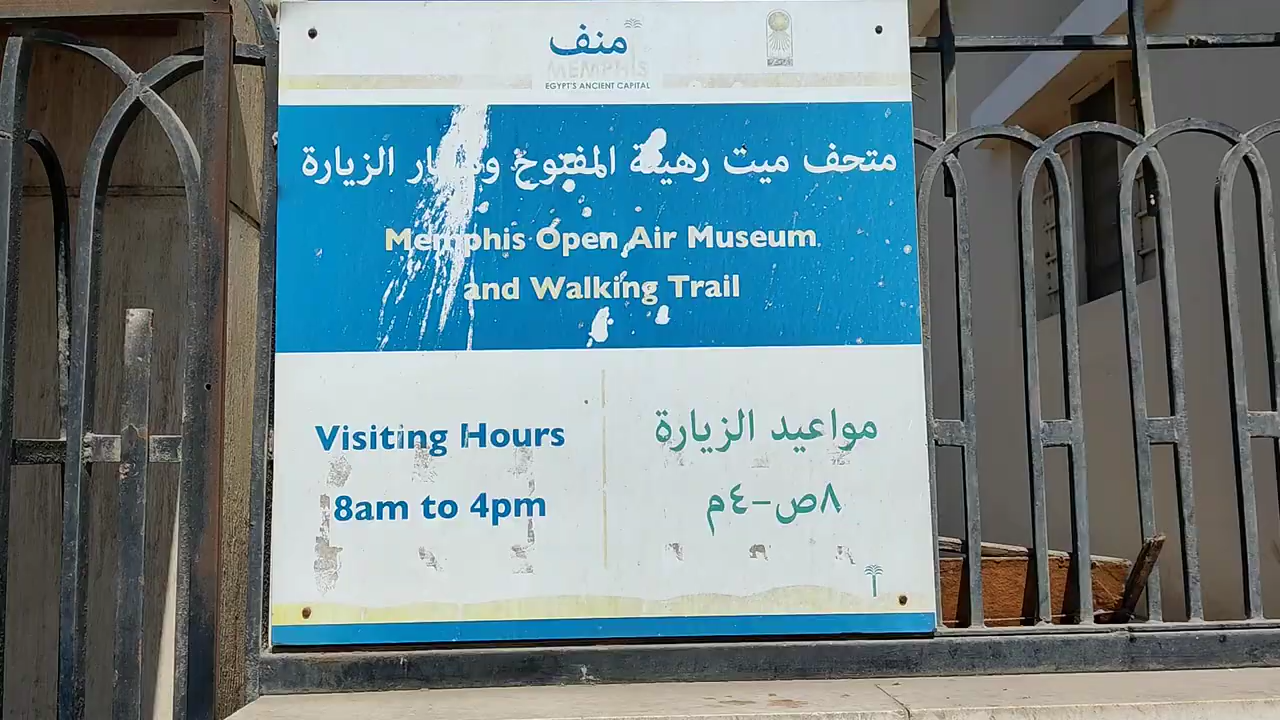 منف
MEMPHIS
EGYPT'S ANCIENT CAPITAL
متحف ميت رهينة المفتوح ومسار الزيارة
Memphis Open Air Museum
and Walking Trail
Visiting Hours
8am to 4pm
مواعيد الزيارة
٨ص-٤م